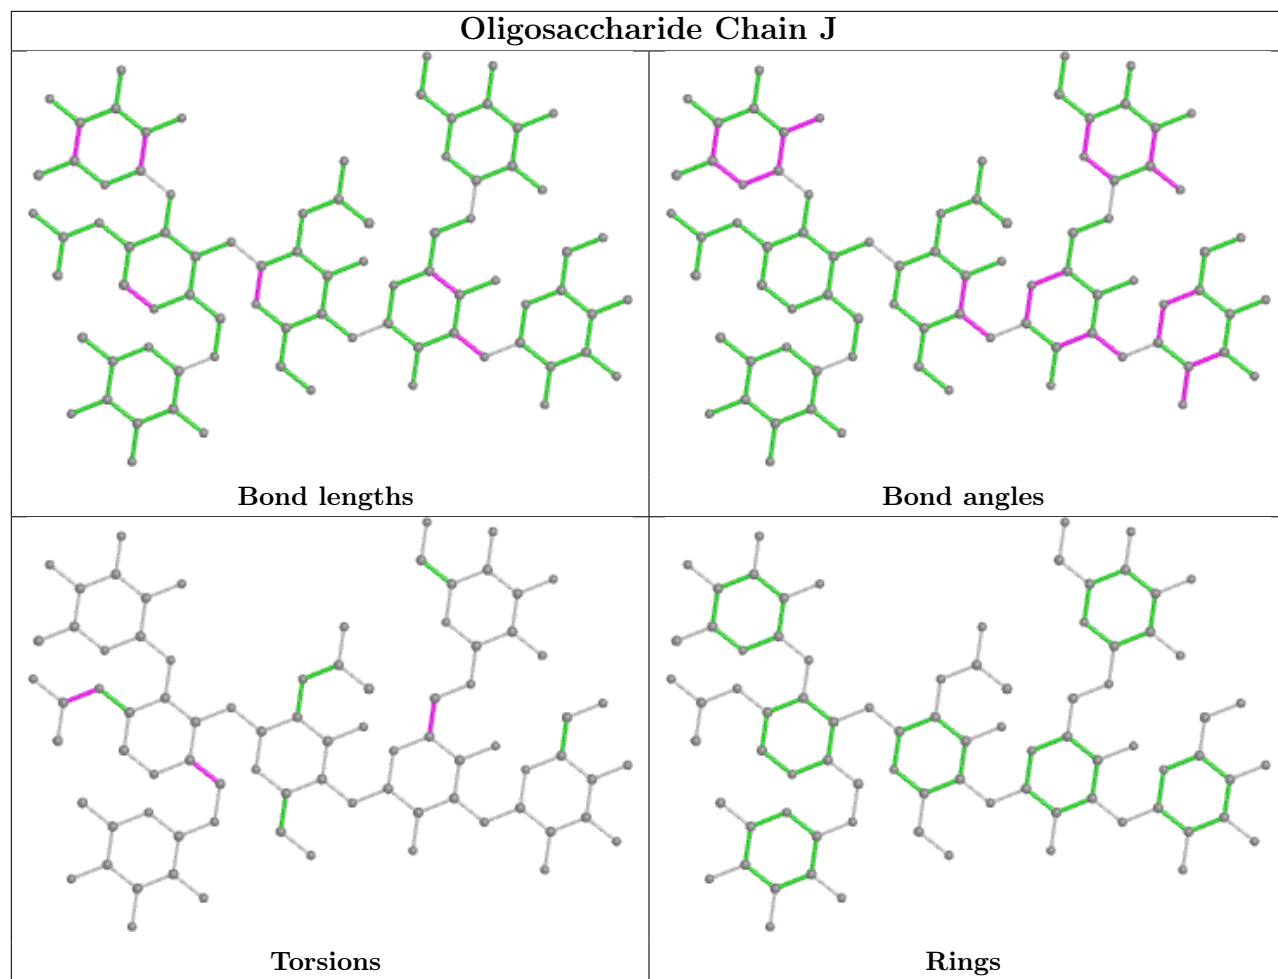 Oligosaccharide Chain J
Bond lengths
Bond angles
Torsions
Rings